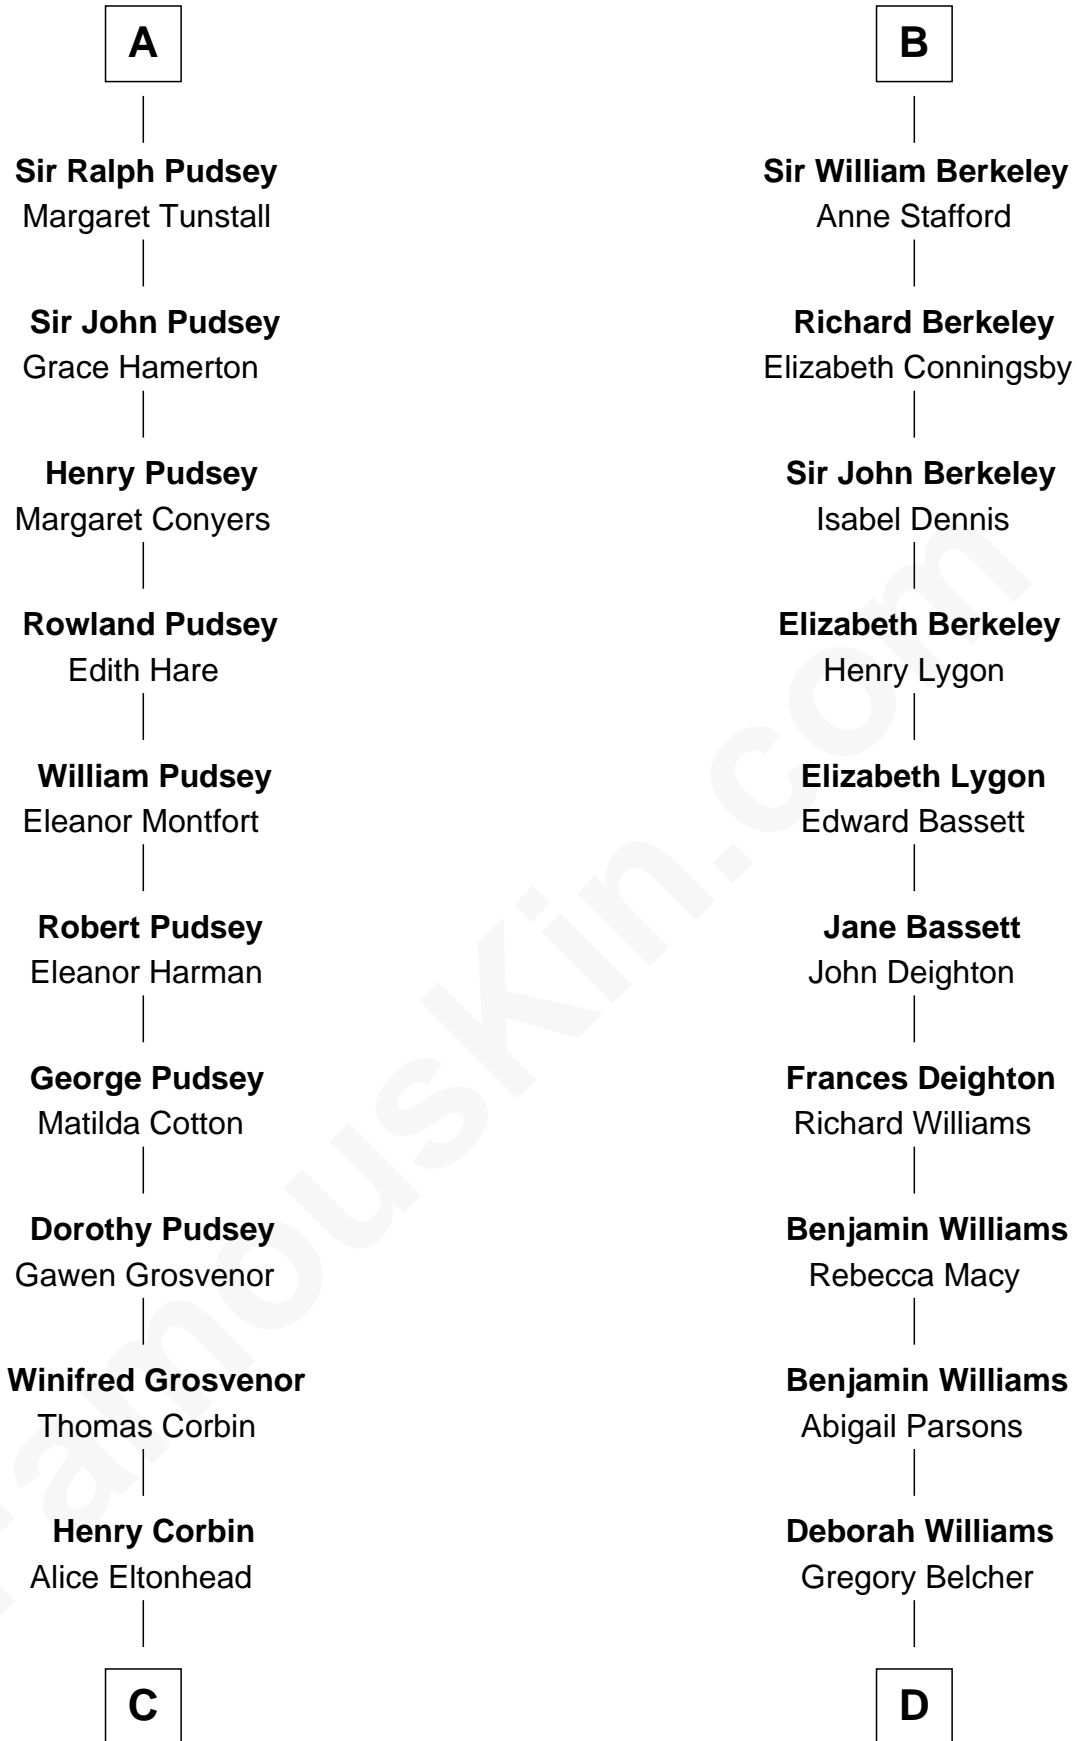 A
Sir Ralph Pudsey
Margaret Tunstall
Sir John Pudsey
Grace Hamerton
Henry Pudsey
Margaret Conyers
Rowland Pudsey
Edith Hare
William Pudsey
Eleanor Montfort
Robert Pudsey
Eleanor Harman
George Pudsey
Matilda Cotton
Dorothy Pudsey
Gawen Grosvenor
Winifred Grosvenor
Thomas Corbin
Henry Corbin
Alice Eltonhead
C
B
Sir William Berkeley
Anne Stafford
Richard Berkeley
Elizabeth Conningsby
Sir John Berkeley
Isabel Dennis
Elizabeth Berkeley
Henry Lygon
Elizabeth Lygon
Edward Bassett
Jane Bassett
John Deighton
Frances Deighton
Richard Williams
Benjamin Williams
Rebecca Macy
Benjamin Williams
Abigail Parsons
Deborah Williams
Gregory Belcher
D
FamousKin.com